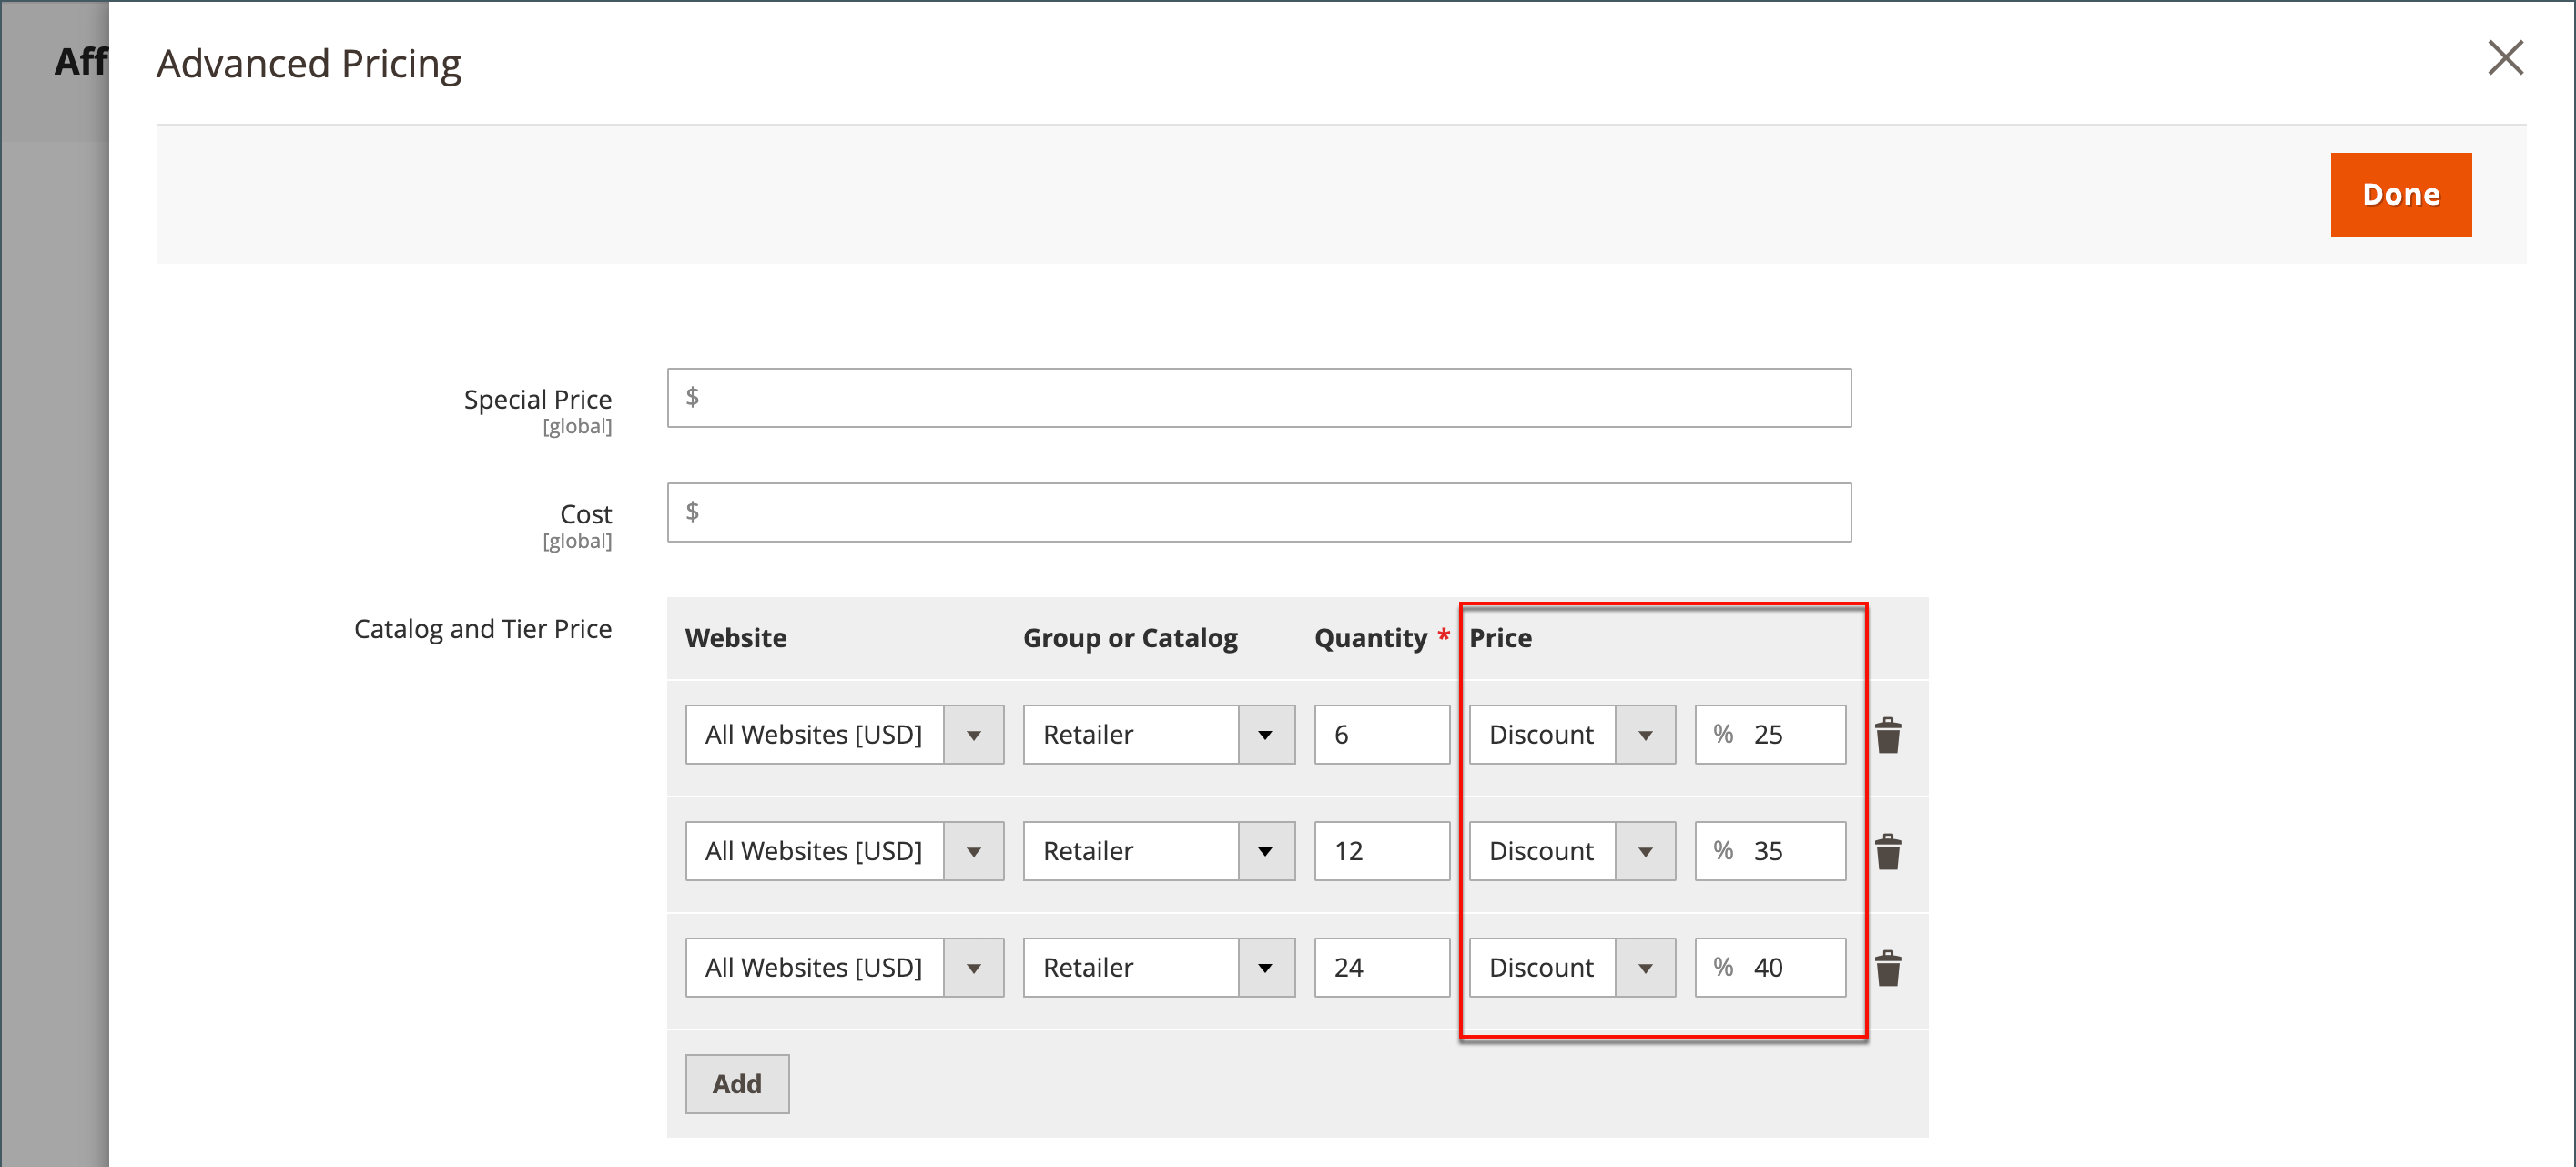 Aff
Advanced Pricing
Done
Special Price
[global]
$
Cost
[global]
$
Catalog and Tier Price
Website Group or Catalog Quantity * Price
All Websites [USD] Retailer 6 Discount % 25
All Websites [USD] Retailer 12 Discount % 35
All Websites [USD] Retailer 24 Discount % 40
Add